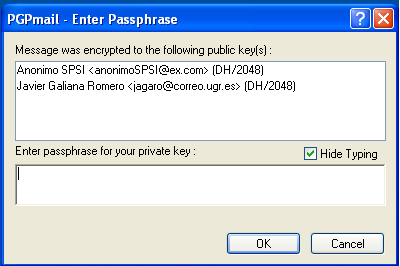 PGPmail - Enter Passphrase
Message was encrypted to the following public key(s) :
Anonimo SPSI <anonimoSPSI@ex.com> (DH/2048)
Javier Galiana Romero <jagaro@correo.ugr.es> (DH/2048)
Enter passphrase for your private key :
Hide Typing
OK
Cancel